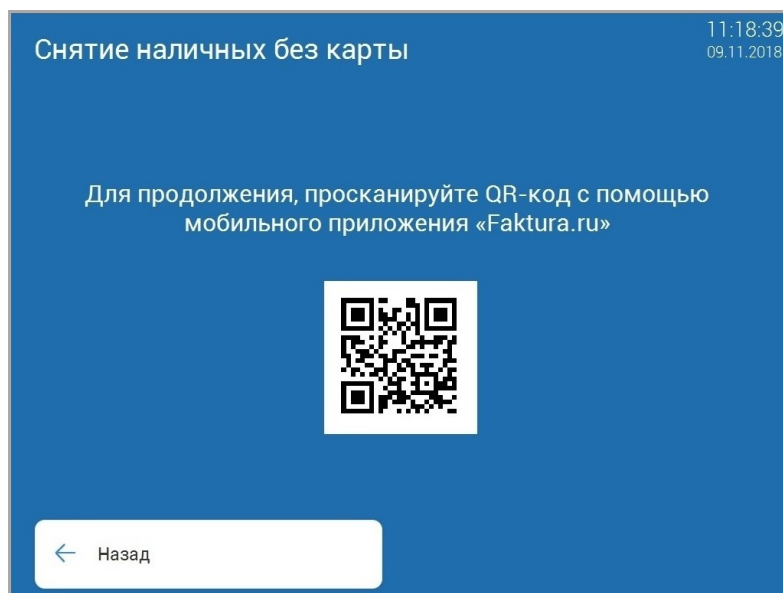 Снятие наличных без карты
11:18:39
09.11.2018
Для продолжения, просканируйте QR-код с помощью
мобильного приложения «Faktura.ru»
Назад